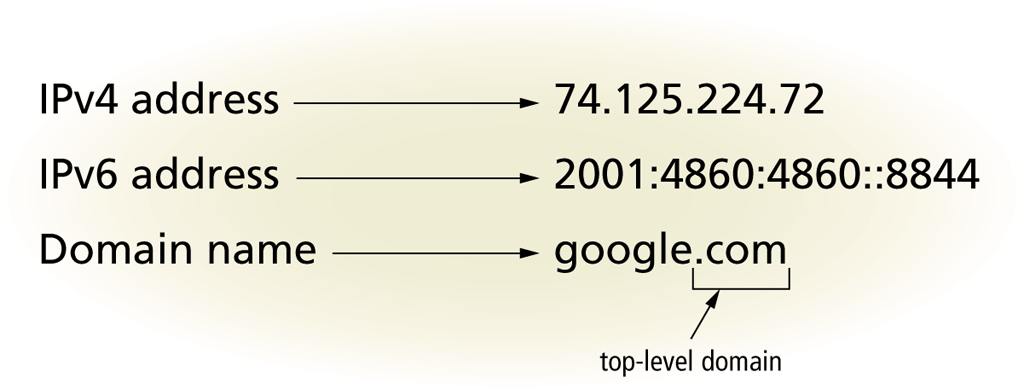 IPv4 address 74.125.224.72
IPv6 address 2001:4860:4860::8844
Domain name google.com
top-level domain